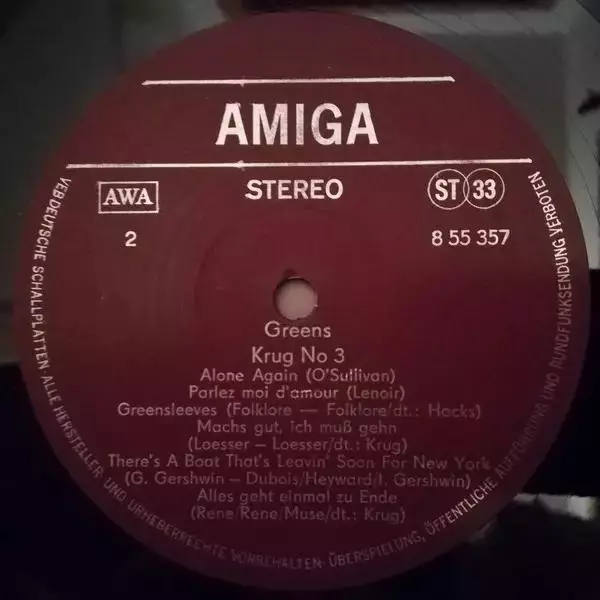 AMIGA
AWA
STEREO
ST 33
2
8 55 357
Greens
Krug No 3
Alone Again (O'Sullivan)
Parlez moi d'amour (Lenoir)
Greensleeves (Folklore — Folklore/dt.: Hacks)
Machs gut, ich muß gehn
(Loesser – Loesser/dt.: Krug)
There's A Boat That's Leavin' Soon For New York
(G. Gershwin – Dubois/Heyward/I. Gershwin)
Alles geht einmal zu Ende
(Rene/Rene/Muse/dt.: Krug)
VEB DEUTSCHE SCHALLPLATTEN · ALLE HERSTELLER- UND URHEBERRECHTE VORBEHALTEN · ÜBERSPIELUNG, ÖFFENTLICHE AUFFÜHRUNG UND RUNDFUNKSENDUNG VERBOTEN